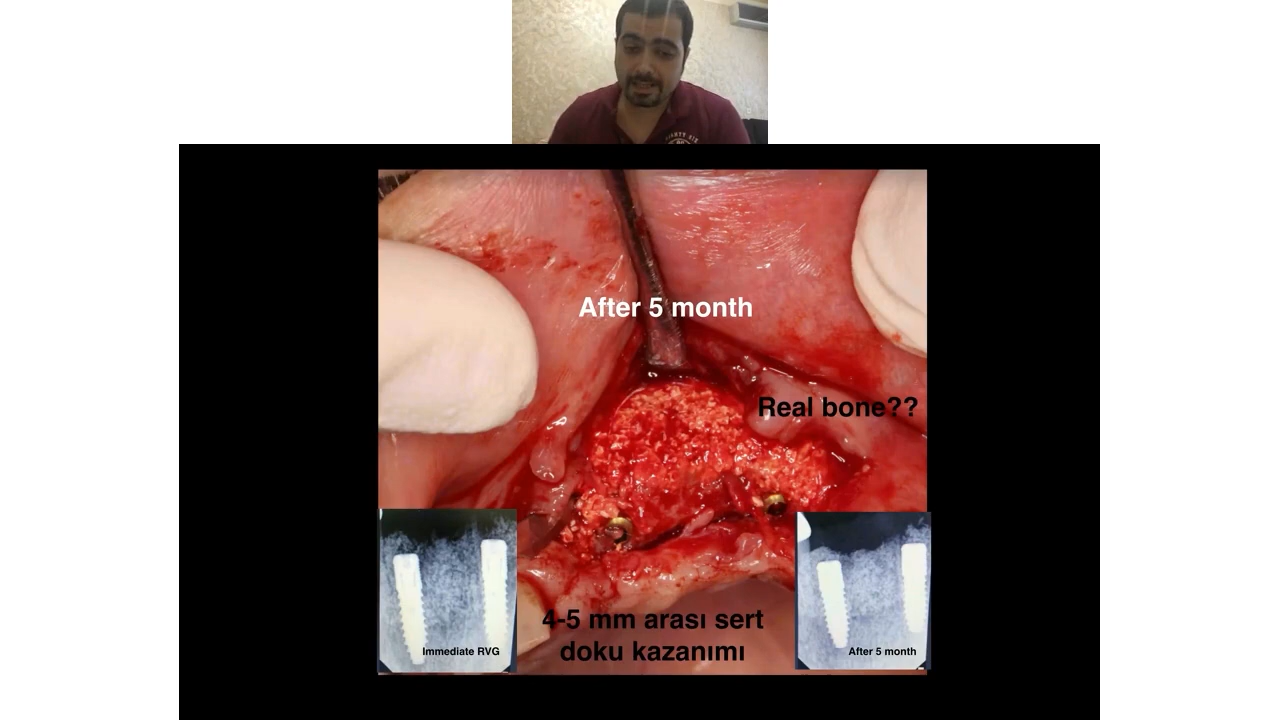 After 5 month
Real bone??
4-5 mm arası sert
doku kazanımı
Immediate RVG
After 5 month